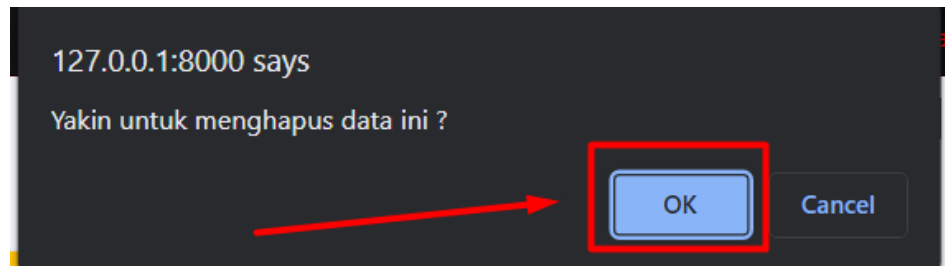 127.0.0.1:8000 says
Yakin untuk menghapus data ini ?
OK
Cancel